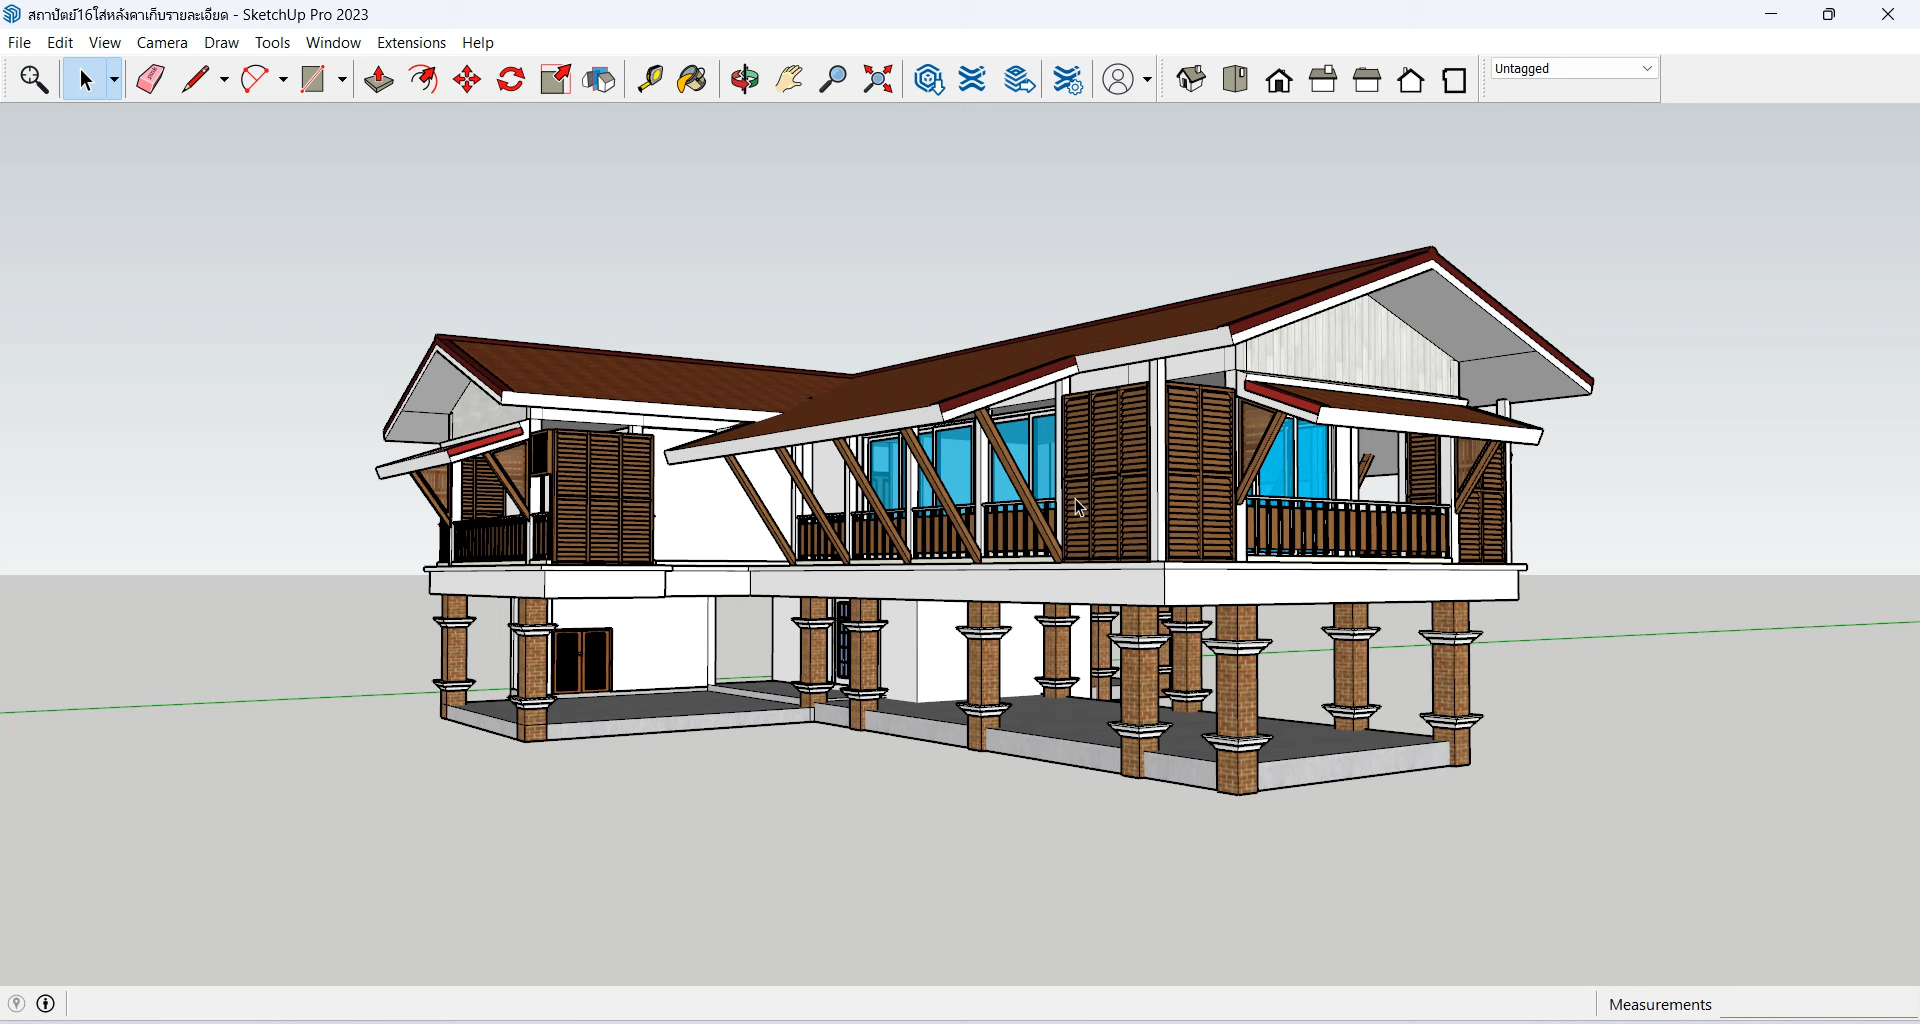 สถาปัตย์16ใส่หลังคาเก็บรายละเอียด - SketchUp Pro 2023
File Edit View Camera Draw Tools Window Extensions Help
Untagged
Measurements